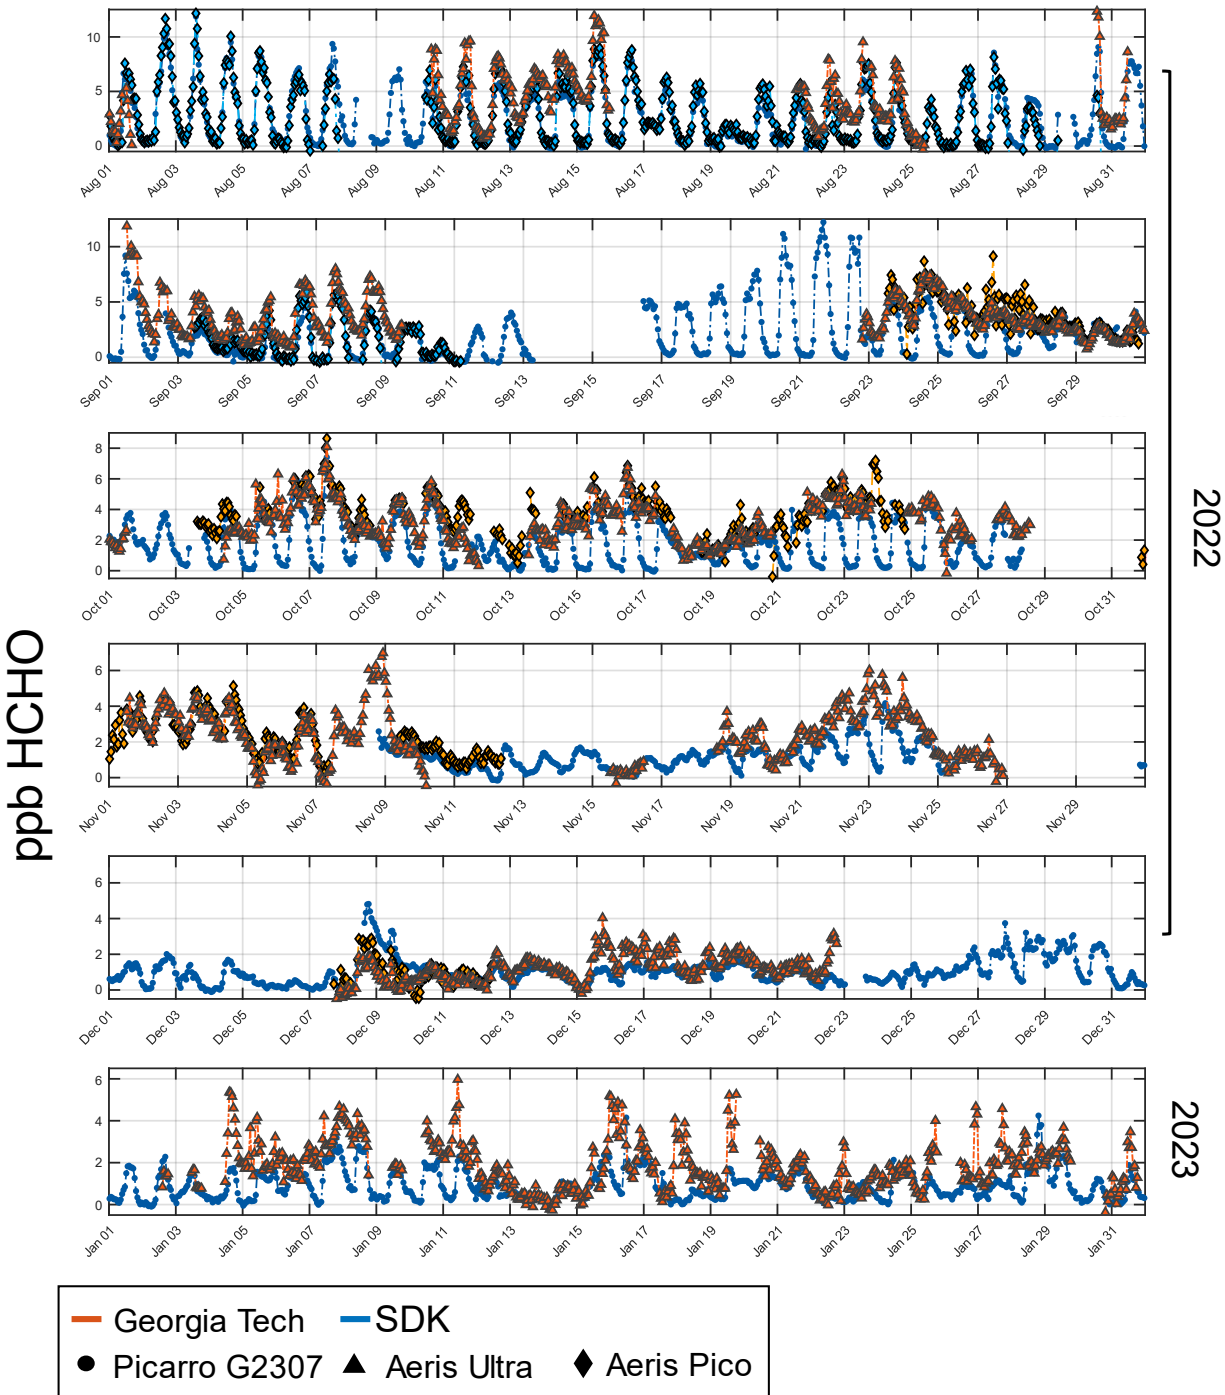 10
5
0
Aug 01
Aug 03
Aug 05
Aug 07
Aug 09
Aug 11
Aug 13
Aug 15
Aug 17
Aug 19
Aug 21
Aug 23
Aug 25
Aug 27
Aug 29
Aug 31
10
5
0
Sep 01
Sep 03
Sep 05
Sep 07
Sep 09
Sep 11
Sep 13
Sep 15
Sep 17
Sep 19
Sep 21
Sep 23
Sep 25
Sep 27
Sep 29
8
6
4
2
0
Oct 01
Oct 03
Oct 05
Oct 07
Oct 09
Oct 11
Oct 13
Oct 15
Oct 17
Oct 19
Oct 21
Oct 23
Oct 25
Oct 27
Oct 29
Oct 31
2022
HCHO ppb
6
4
2
0
Nov 01
Nov 03
Nov 05
Nov 07
Nov 09
Nov 11
Nov 13
Nov 15
Nov 17
Nov 19
Nov 21
Nov 23
Nov 25
Nov 27
Nov 29
6
4
2
0
Dec 01
Dec 03
Dec 05
Dec 07
Dec 09
Dec 11
Dec 13
Dec 15
Dec 17
Dec 19
Dec 21
Dec 23
Dec 25
Dec 27
Dec 29
Dec 31
6
4
2
0
Jan 01
Jan 03
Jan 05
Jan 07
Jan 09
Jan 11
Jan 13
Jan 15
Jan 17
Jan 19
Jan 21
Jan 23
Jan 25
Jan 27
Jan 29
Jan 31
2023
Georgia Tech SDK
Picarro G2307 Aeris Ultra Aeris Pico